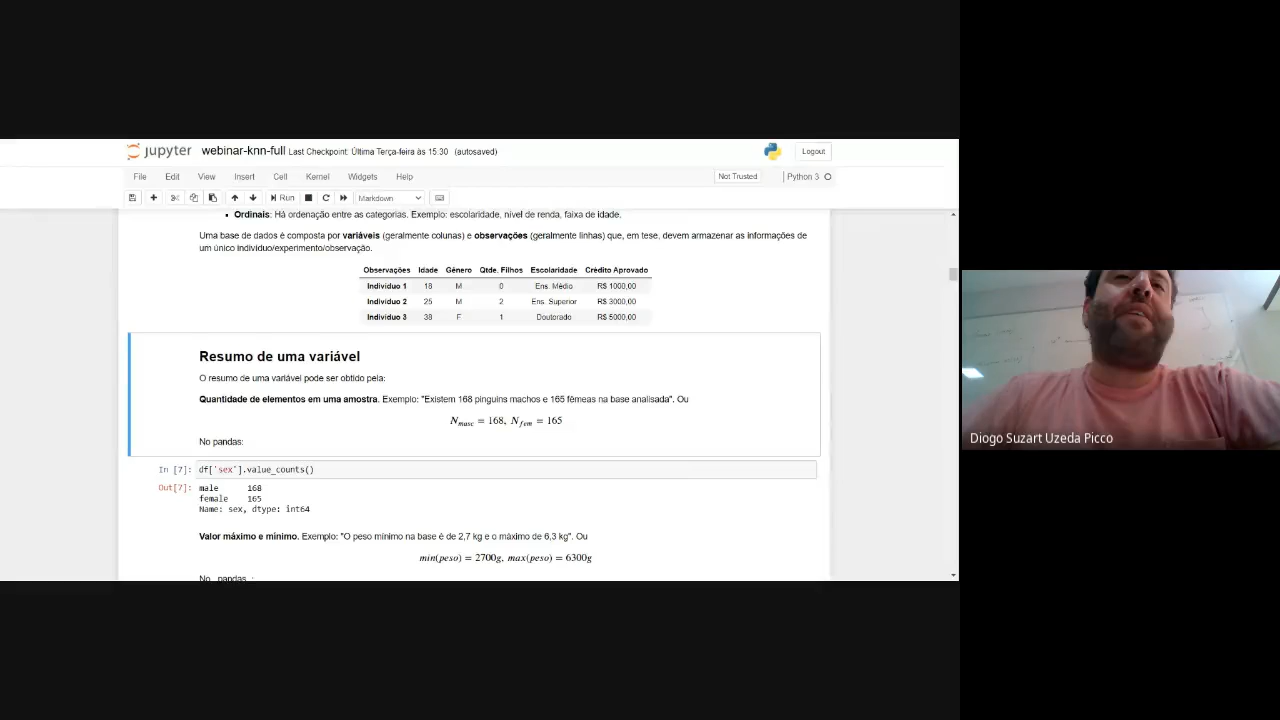 jupyter webinar-knn-full Last Checkpoint: Última Terça-feira às 15:30 (autosaved) Logout
File Edit View Insert Cell Kernel Widgets Help Not Trusted Python 3
Run Markdown
Ordinais: Há ordenação entre as categorias. Exemplo: escolaridade, nível de renda, faixa de idade.
Uma base de dados é composta por variáveis (geralmente colunas) e observações (geralmente linhas) que, em tese, devem armazenar as informações de
um único indivíduo/experimento/observação.
Observações Idade Gênero Qtde. Filhos Escolaridade Crédito Aprovado
Indivíduo 1 18 M 0 Ens. Médio R$ 1000,00
Indivíduo 2 25 M 2 Ens. Superior R$ 3000,00
Indivíduo 3 38 F 1 Doutorado R$ 5000,00
Resumo de uma variável
O resumo de uma variável pode ser obtido pela:
Quantidade de elementos em uma amostra. Exemplo: "Existem 168 pinguins machos e 165 fêmeas na base analisada". Ou
N_masc = 168, N_fem = 165
No pandas:
In [7]: df['sex'].value_counts()
Out[7]: male 168
female 165
Name: sex, dtype: int64
Valor máximo e mínimo. Exemplo: "O peso mínimo na base é de 2,7 kg e o máximo de 6,3 kg". Ou
min(peso) = 2700g, max(peso) = 6300g
No pandas :
Diogo Suzart Uzeda Picco